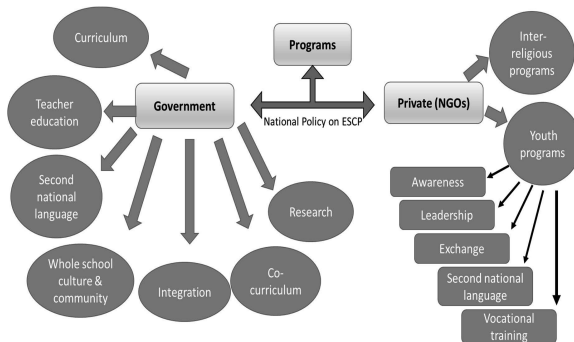 Curriculum
Teacher
education
Second
national
language
Whole school
culture &
community
Integration
Co-
curriculum
Research
Government
Programs
National Policy on ESCP
Private (NGOs)
Inter-
religious
programs
Youth
programs
Awareness
Leadership
Exchange
Second national
language
Vocational
training